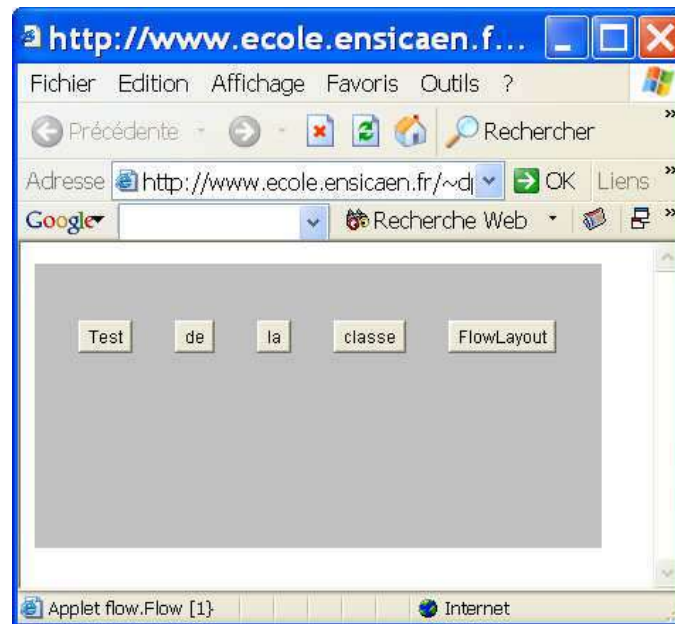 http://www.ecole.ensicaen.f...
Fichier Edition Affichage Favoris Outils ?
Précédente Rechercher
Adresse http://www.ecole.ensicaen.fr/~d OK Liens
Google Recherche Web
Test de la classe FlowLayout
Applet flow.Flow [1} Internet